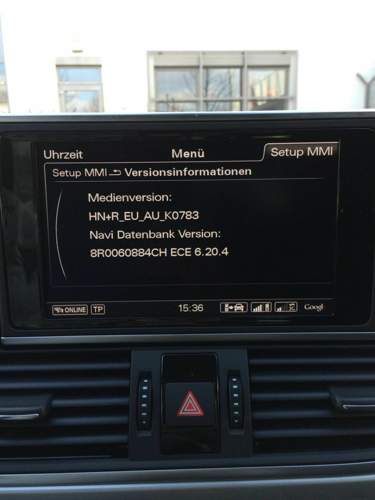 Uhrzeit Menü Setup MMI
Setup MMI Versionsinformationen
Medienversion:
HN+R_EU_AU_K0783
Navi Datenbank Version:
8R0060884CH ECE 6.20.4
ONLINE TP 15:36 Google